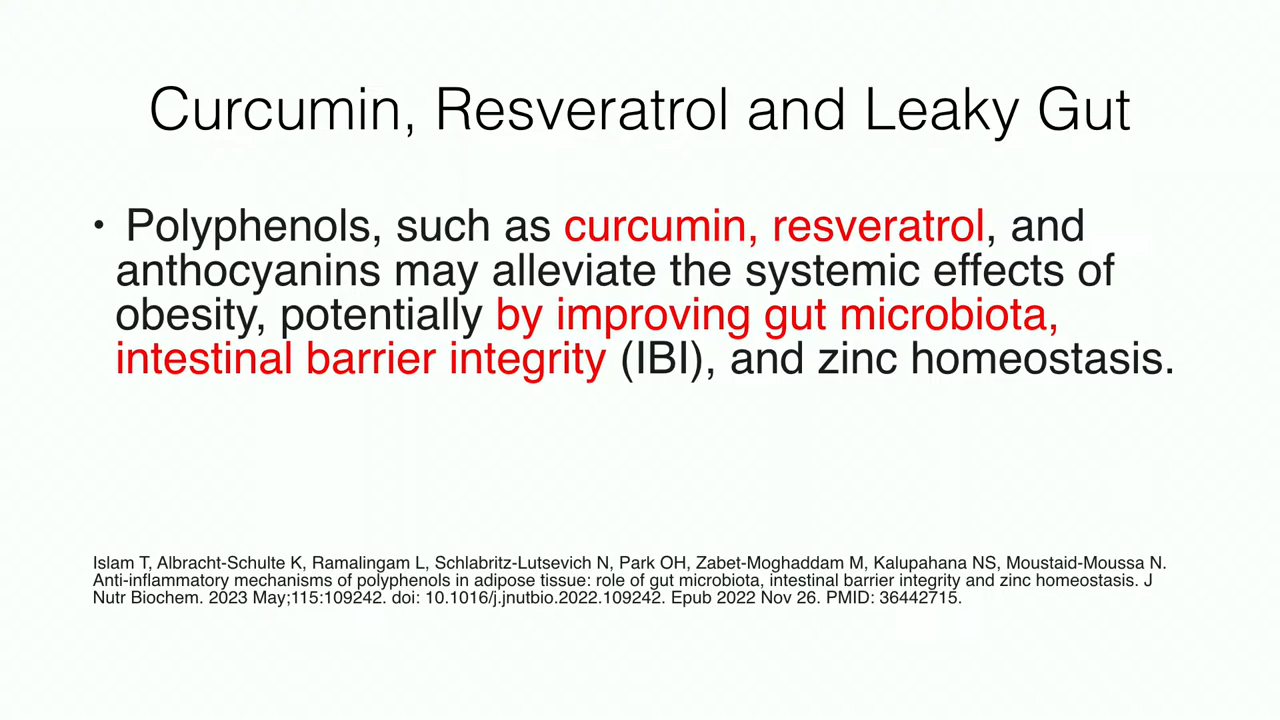 Curcumin, Resveratrol and Leaky Gut
• Polyphenols, such as curcumin, resveratrol, and
anthocyanins may alleviate the systemic effects of
obesity, potentially by improving gut microbiota,
intestinal barrier integrity (IBI), and zinc homeostasis.
Islam T, Albracht-Schulte K, Ramalingam L, Schlabritz-Lutsevich N, Park OH, Zabet-Moghaddam M, Kalupahana NS, Moustaid-Moussa N.
Anti-inflammatory mechanisms of polyphenols in adipose tissue: role of gut microbiota, intestinal barrier integrity and zinc homeostasis. J
Nutr Biochem. 2023 May;115:109242. doi: 10.1016/j.jnutbio.2022.109242. Epub 2022 Nov 26. PMID: 36442715.